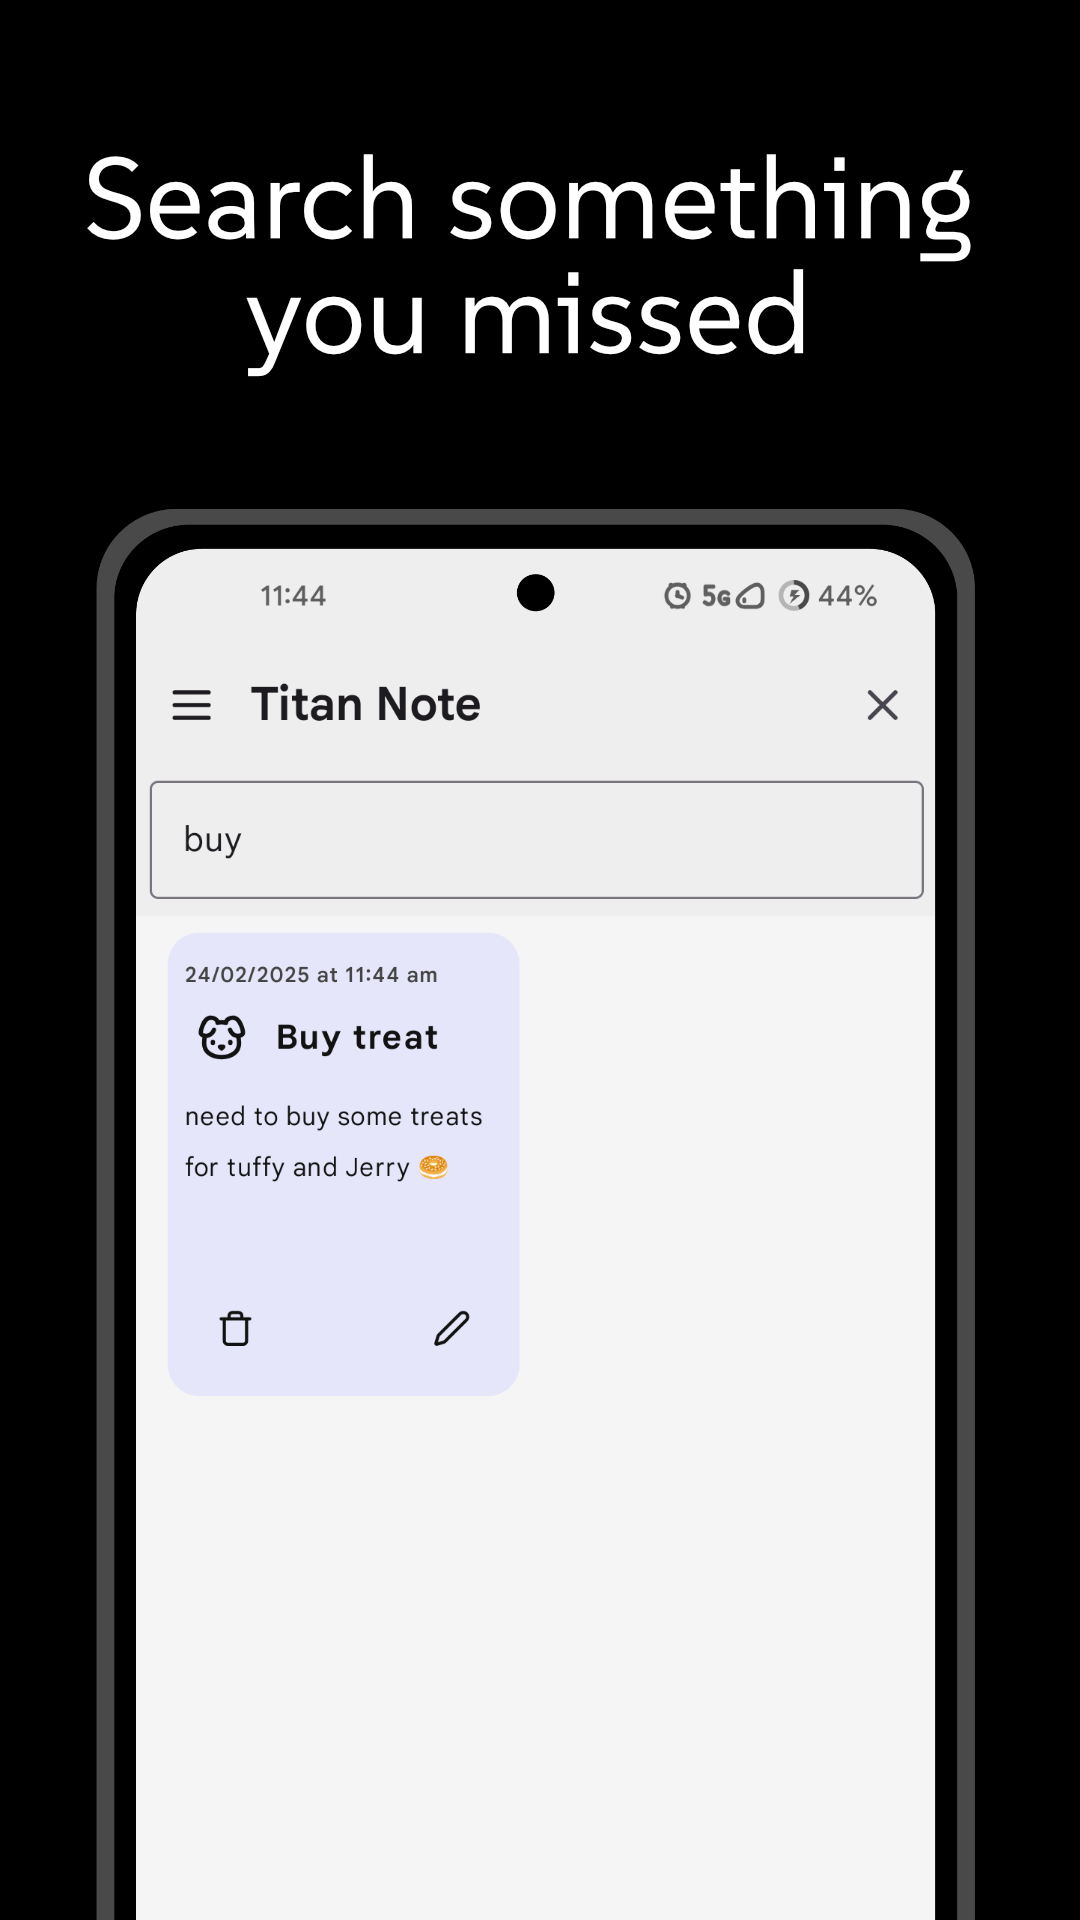 Search something
you missed
11:44
5G
44%
Titan Note
buy
24/02/2025 at 11:44 am
Buy treat
need to buy some treats
for tuffy and Jerry 🥯